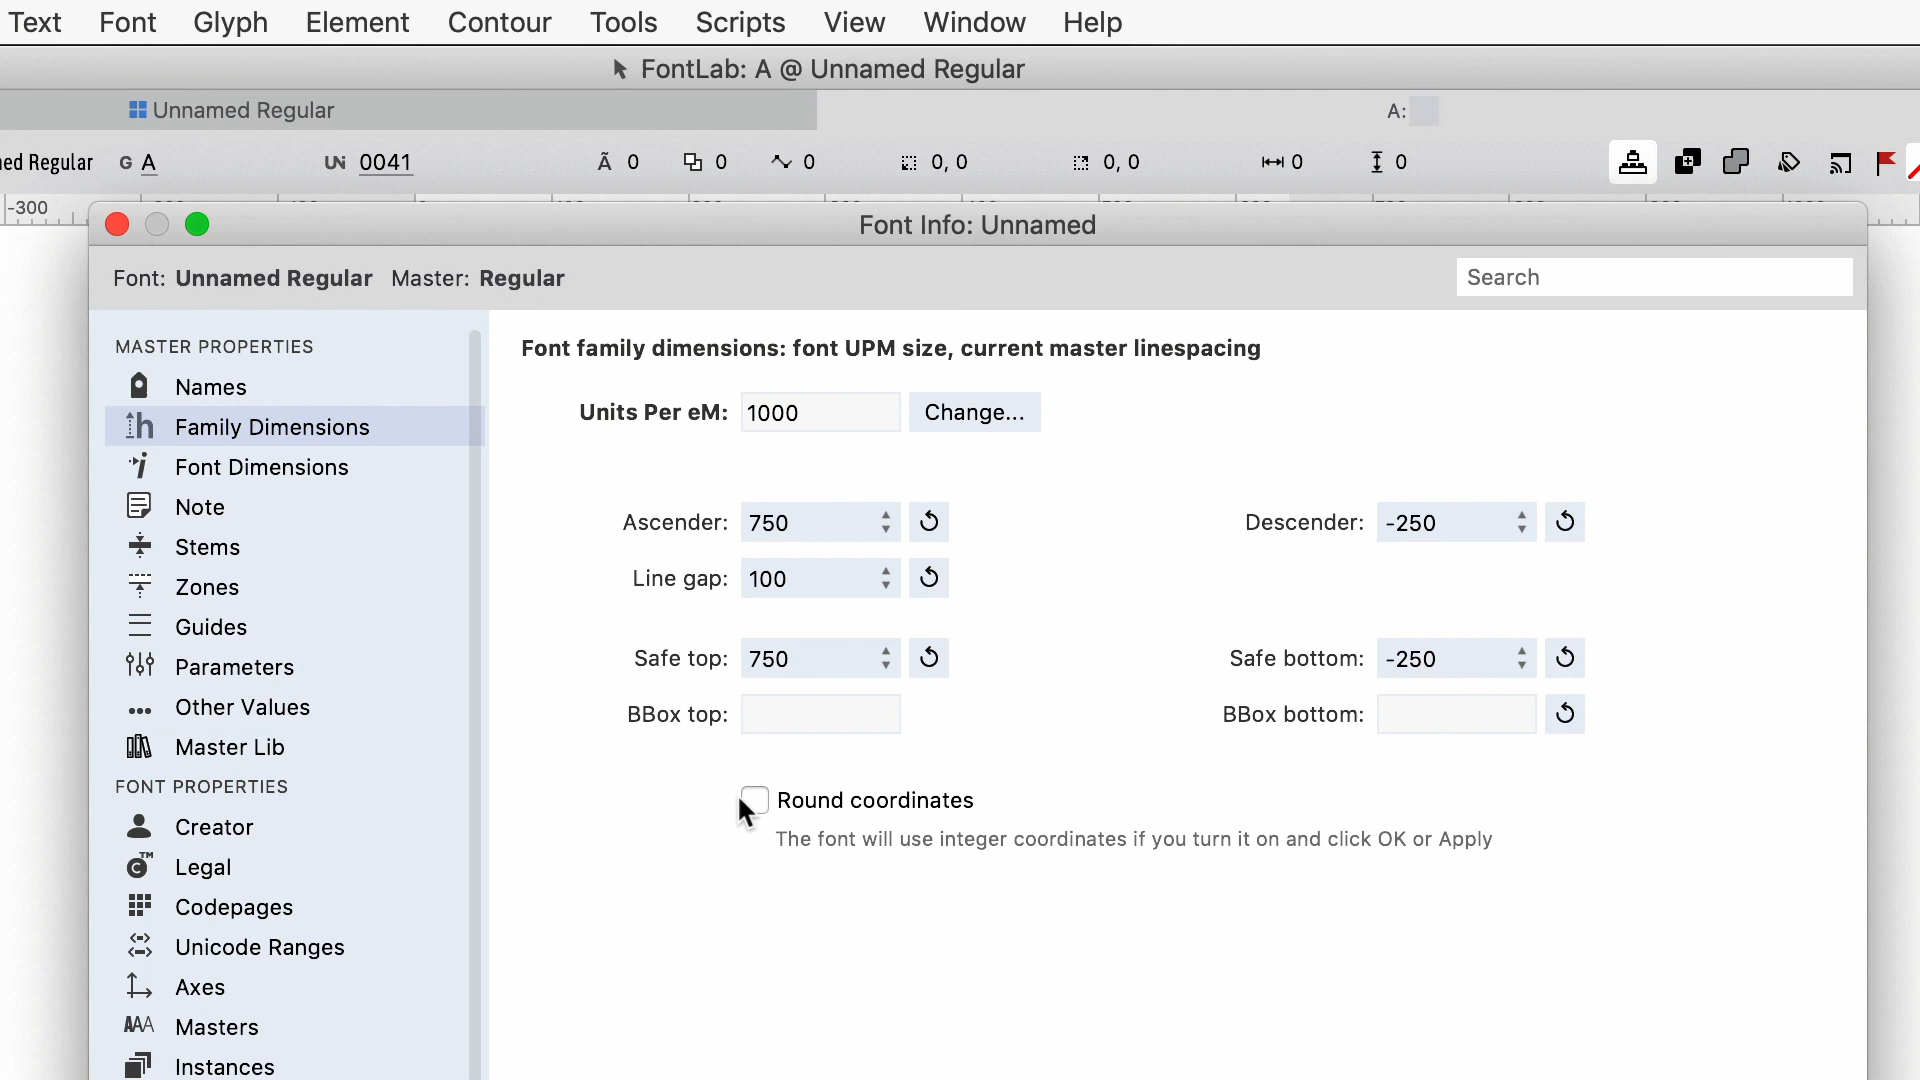 Text Font Glyph Element Contour Tools Scripts View Window Help
FontLab: A @ Unnamed Regular
Unnamed Regular A:
ned Regular G A UNI 0041 Ã 0 0 0 0, 0 0, 0 0 0
-300
Font Info: Unnamed
Font: Unnamed Regular Master: Regular Search
MASTER PROPERTIES
Names
Family Dimensions
Font Dimensions
Note
Stems
Zones
Guides
Parameters
Other Values
Master Lib
FONT PROPERTIES
Creator
Legal
Codepages
Unicode Ranges
Axes
Masters
Instances
Font family dimensions: font UPM size, current master linespacing
Units Per eM: 1000 Change...
Ascender: 750 Descender: -250
Line gap: 100
Safe top: 750 Safe bottom: -250
BBox top: BBox bottom:
Round coordinates
The font will use integer coordinates if you turn it on and click OK or Apply